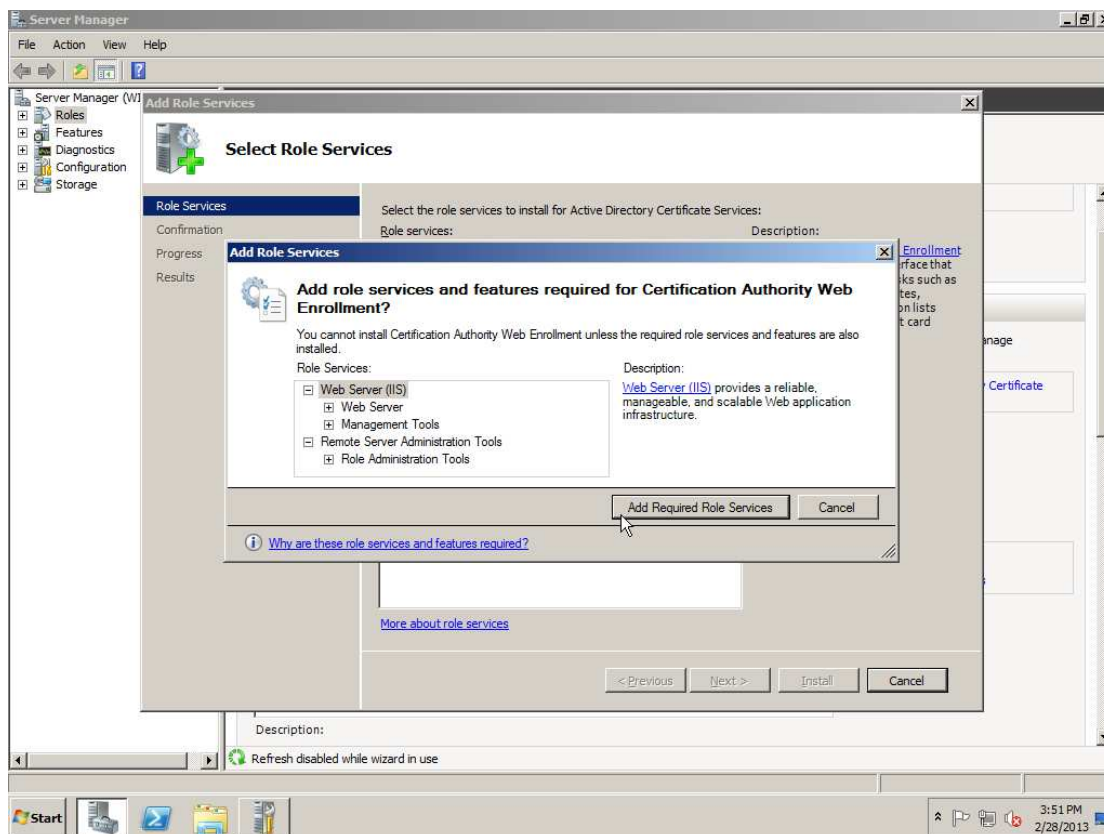 Server Manager
File Action View Help
Server Manager (WI
Roles
Features
Diagnostics
Configuration
Storage
Add Role Services
Select Role Services
Role Services
Confirmation
Progress
Results
Select the role services to install for Active Directory Certificate Services:
Role services:
Description:
Enrollment
Add Role Services
Add role services and features required for Certification Authority Web
Enrollment?
You cannot install Certification Authority Web Enrollment unless the required role services and features are also
installed.
Role Services:
Web Server (IIS)
Web Server
Management Tools
Remote Server Administration Tools
Role Administration Tools
Description:
Web Server (IIS) provides a reliable,
manageable, and scalable Web application
infrastructure.
Add Required Role Services
Cancel
Why are these role services and features required?
rface that
sks such as
tes,
on lists
t card
anage
Certificate
More about role services
< Previous
Next >
Install
Cancel
Description:
Refresh disabled while wizard in use
Start
3:51 PM
2/28/2013